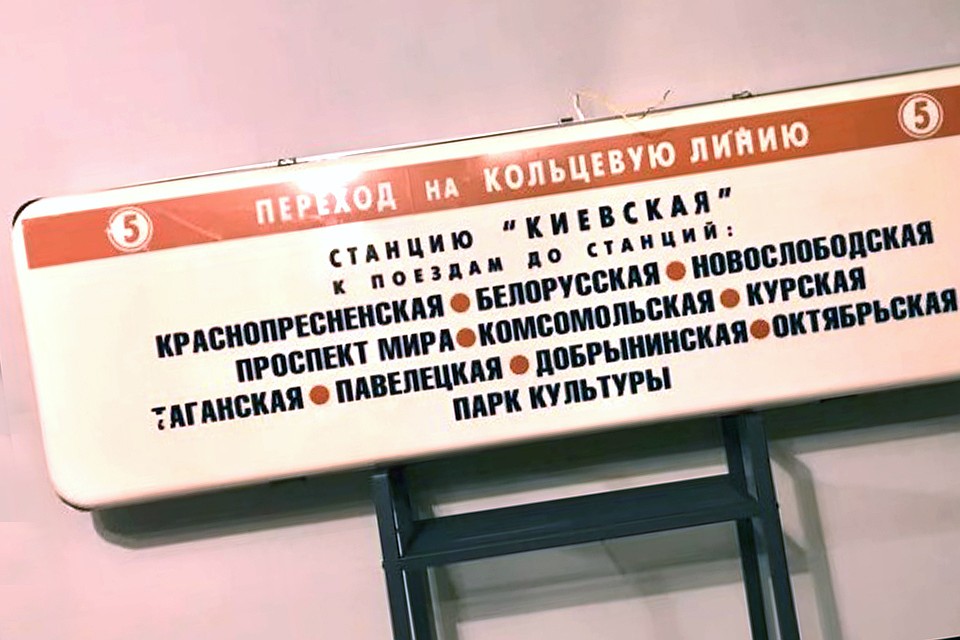 5 ПЕРЕХОД НА КОЛЬЦЕВУЮ ЛИНИЮ 5
СТАНЦИЮ "КИЕВСКАЯ"
К ПОЕЗДАМ ДО СТАНЦИЙ:
КРАСНОПРЕСНЕНСКАЯ ● БЕЛОРУССКАЯ ● НОВОСЛОБОДСКАЯ
ПРОСПЕКТ МИРА ● КОМСОМОЛЬСКАЯ ● КУРСКАЯ
ТАГАНСКАЯ ● ПАВЕЛЕЦКАЯ ● ДОБРЫНИНСКАЯ ● ОКТЯБРЬСКАЯ
ПАРК КУЛЬТУРЫ